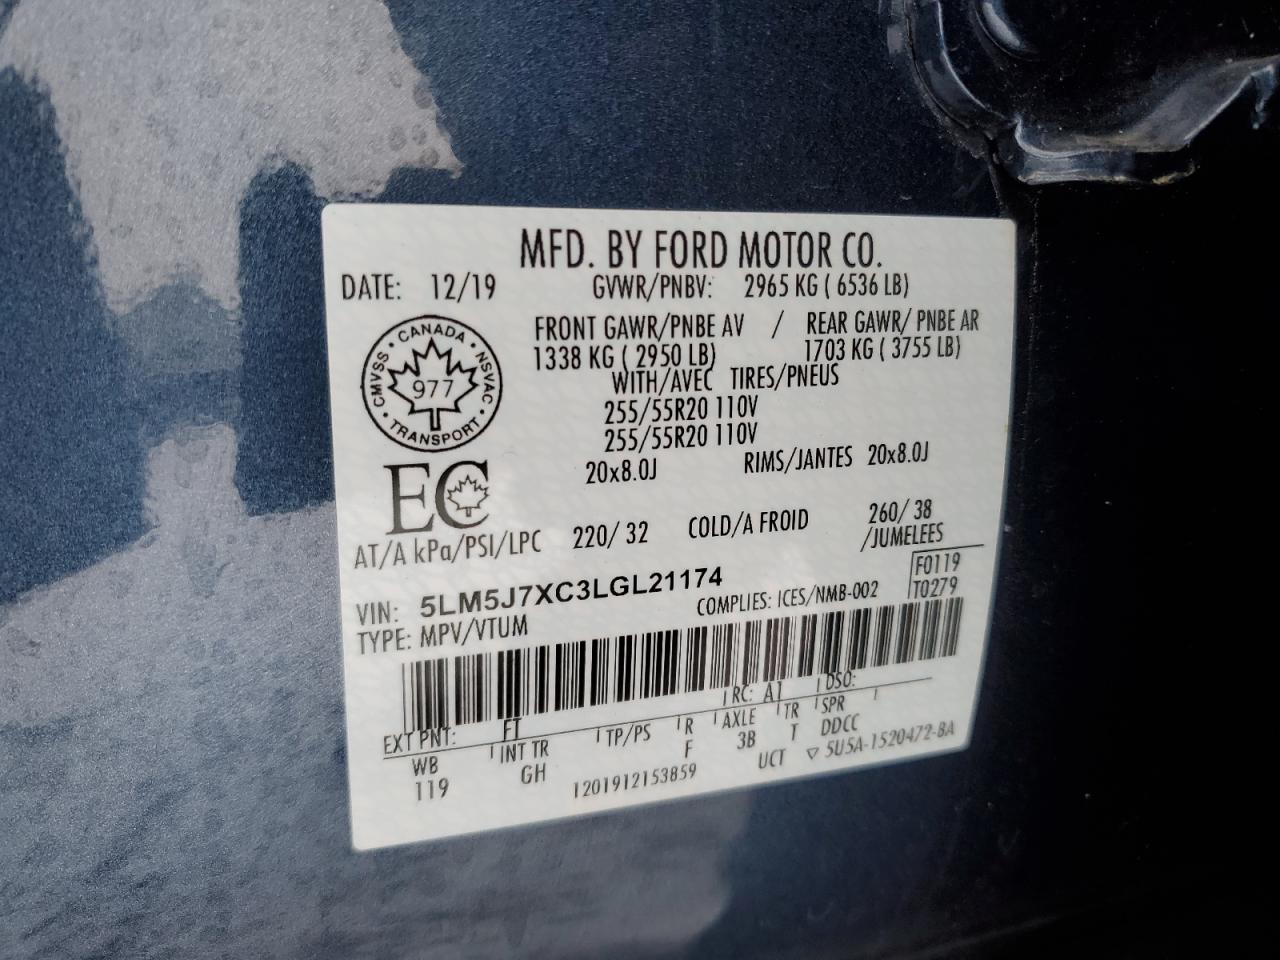 MFD. BY FORD MOTOR CO.
DATE: 12/19 GVWR/PNBV: 2965 KG ( 6536 LB)
FRONT GAWR/PNBE AV / REAR GAWR/ PNBE AR
1338 KG ( 2950 LB) 1703 KG ( 3755 LB)
WITH/AVEC TIRES/PNEUS
255/55R20 110V
255/55R20 110V
20x8.0J RIMS/JANTES 20x8.0J
CANADA • NSVAC • TRANSPORT • CMVSS •
977
EC
AT/A kPa/PSI/LPC 220/ 32 COLD/A FROID 260/ 38
/JUMELEES
VIN: 5LM5J7XC3LGL21174
F0119
T0279
TYPE: MPV/VTUM COMPLIES: ICES/NMB-002
EXT PNT: FT RC: A1 DSO:
WB INT TR TP/PS R AXLE TR SPR
119 GH F 3B T DDCC
1201912153859 UCT ▽ 5U5A-1520472-BA